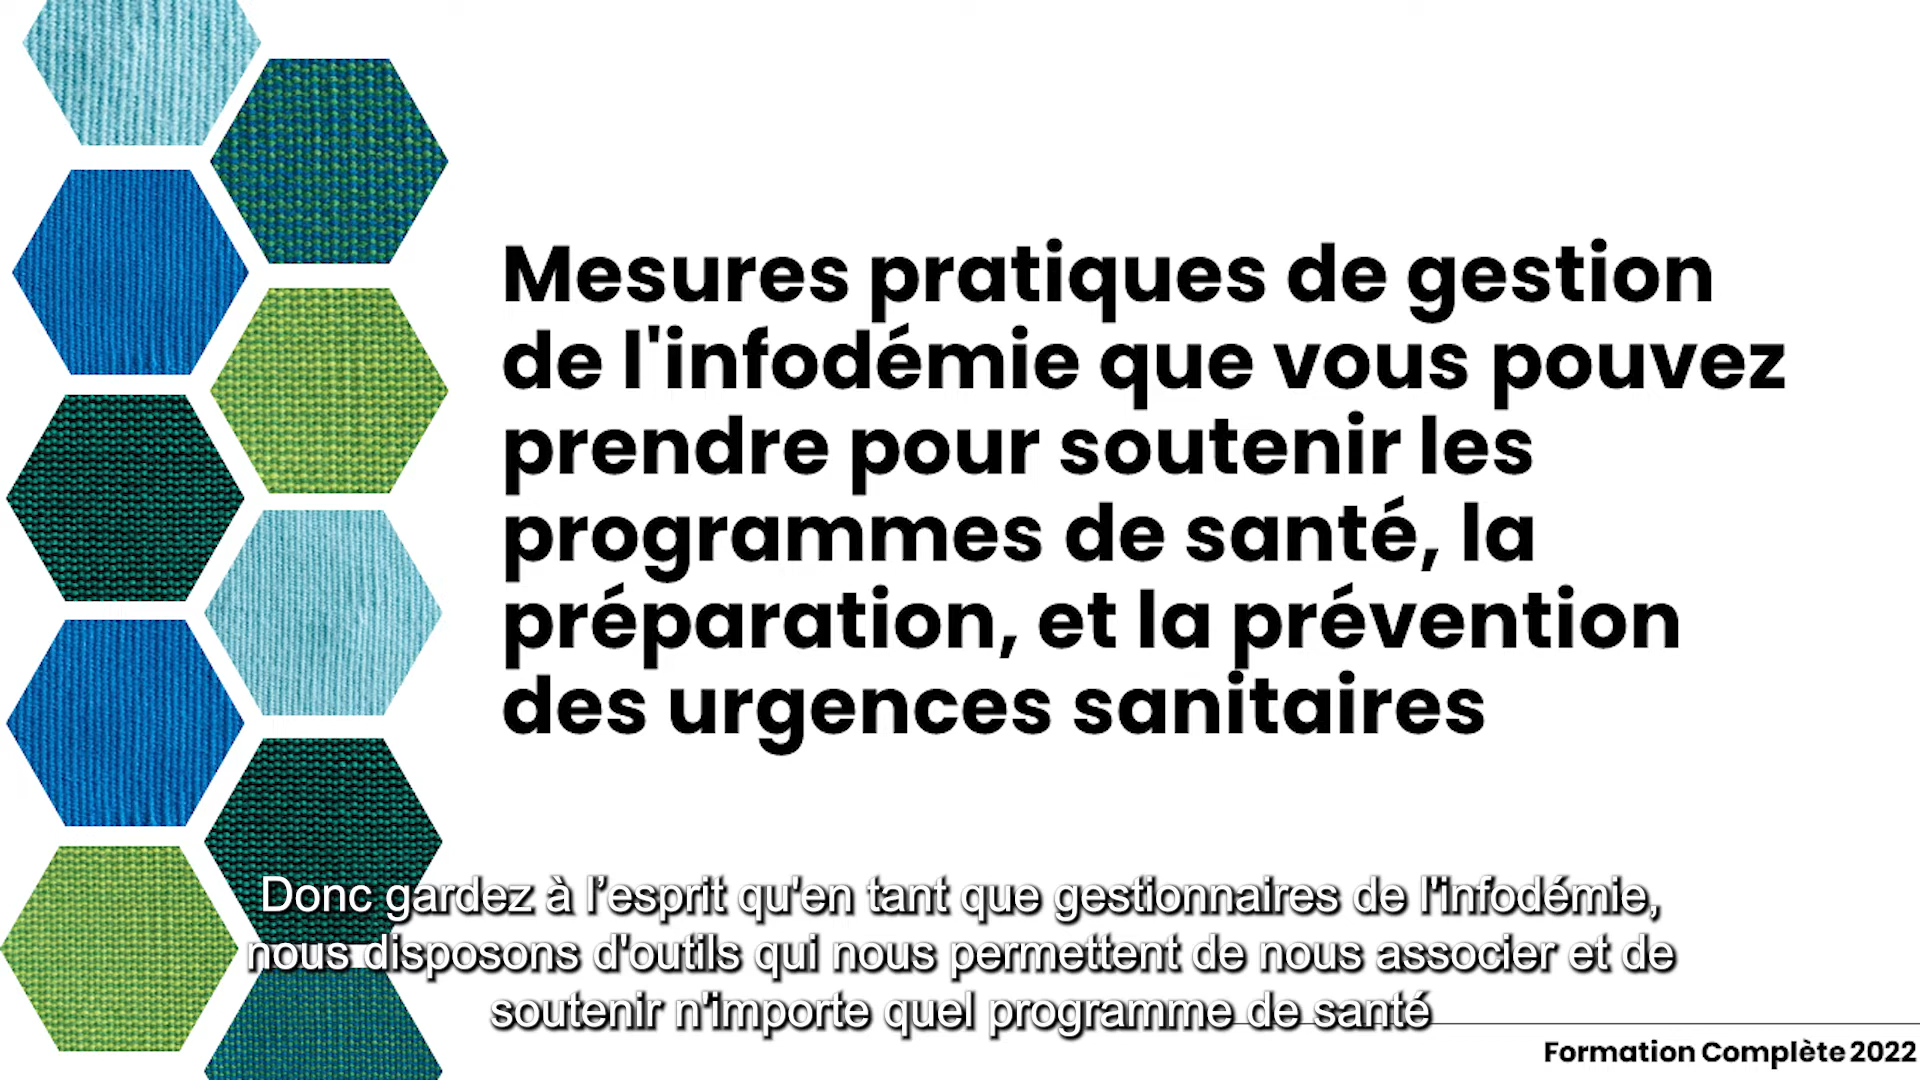 Mesures pratiques de gestion
de l'infodémie que vous pouvez
prendre pour soutenir les
programmes de santé, la
préparation, et la prévention
des urgences sanitaires
Donc gardez à l’esprit qu'en tant que gestionnaires de l'infodémie,
nous disposons d'outils qui nous permettent de nous associer et de
soutenir n'importe quel programme de santé
Formation Complète 2022